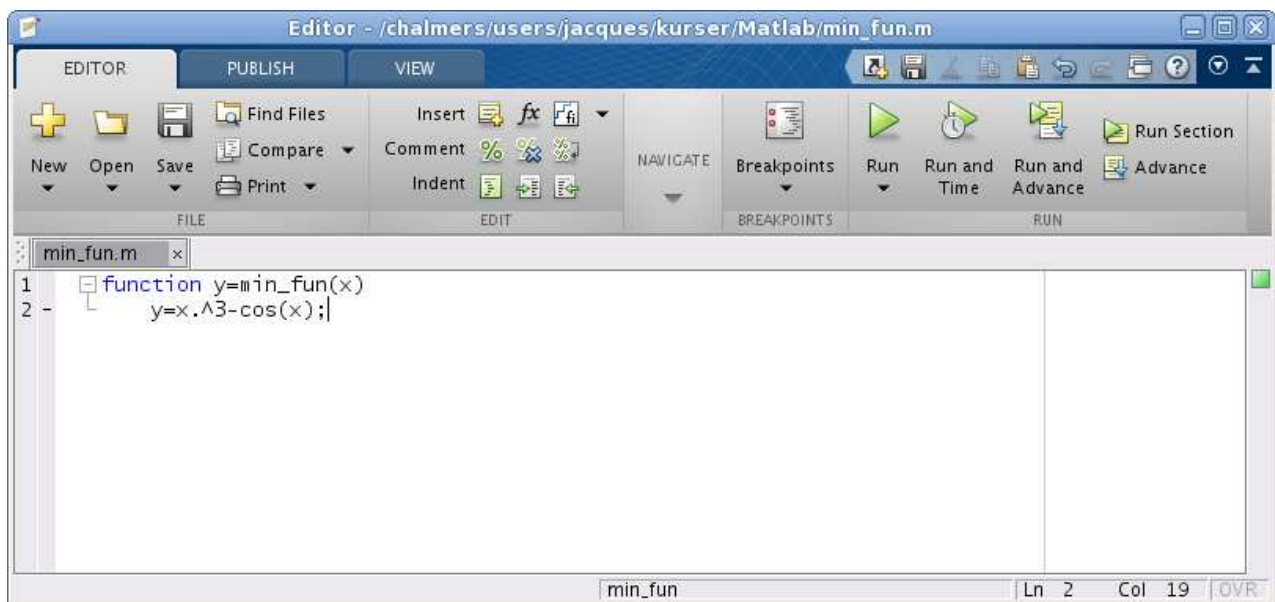 Editor - /chalmers/users/jacques/kurser/Matlab/min_fun.m
EDITOR PUBLISH VIEW
New Open Save Find Files Compare Print
FILE
Insert fx fi
Comment % %
Indent
EDIT
NAVIGATE
Breakpoints
BREAKPOINTS
Run Run and Time Run and Advance Run Section Advance
RUN
min_fun.m
1 function y=min_fun(x)
2 - y=x.^3-cos(x);
min_fun Ln 2 Col 19 OVR